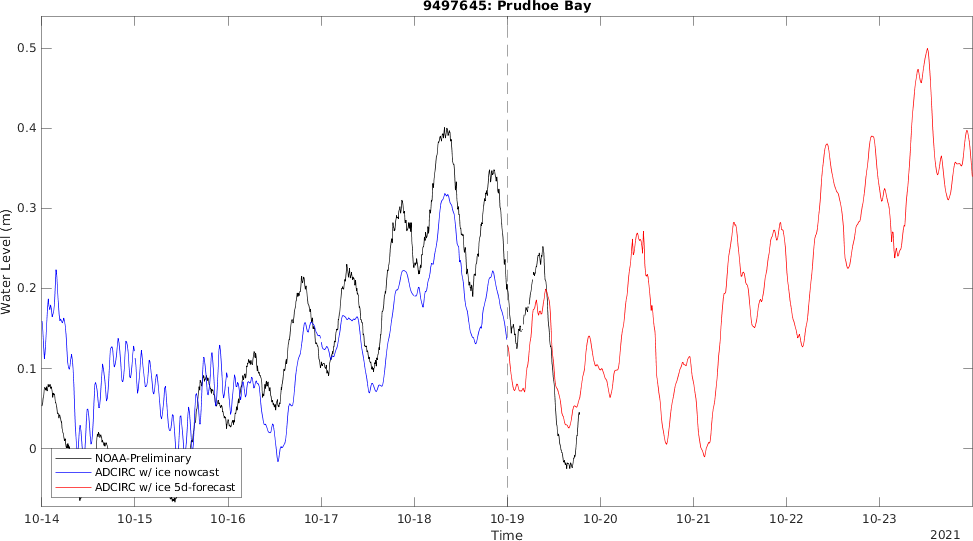 9497645: Prudhoe Bay
0.5
0.4
0.3
0.2
0.1
0
Water Level (m)
NOAA-Preliminary
ADCIRC w/ ice nowcast
ADCIRC w/ ice 5d-forecast
10-14 10-15 10-16 10-17 10-18 10-19 10-20 10-21 10-22 10-23
Time
2021